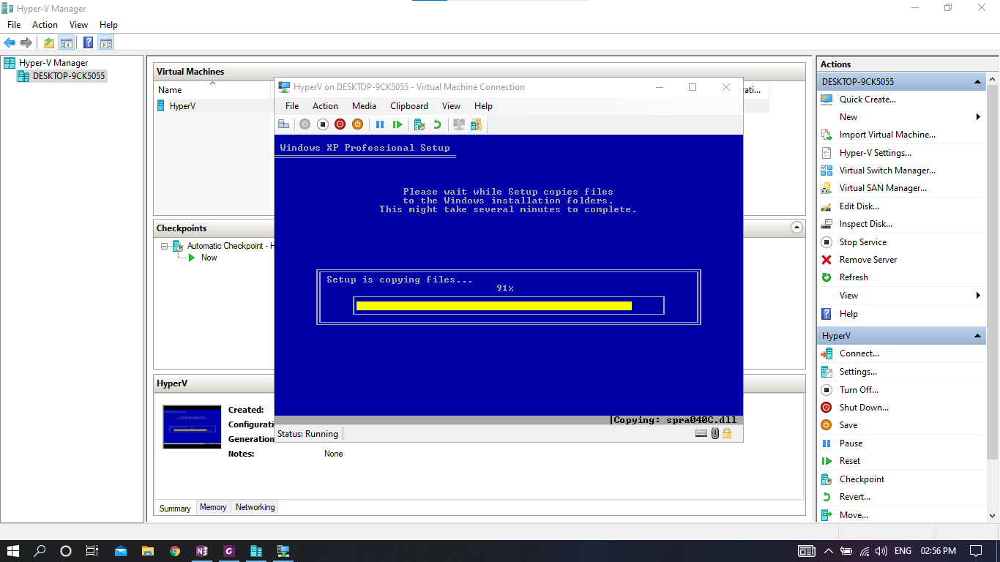 Hyper-V Manager
File Action View Help
Hyper-V Manager
DESKTOP-9CK5055
Virtual Machines
Name
HyperV
Checkpoints
Automatic Checkpoint - H
Now
HyperV
Created:
Configurati
Generation
Notes: None
Summary Memory Networking
HyperV on DESKTOP-9CK5055 - Virtual Machine Connection
File Action Media Clipboard View Help
Windows XP Professional Setup
Please wait while Setup copies files
to the Windows installation folders.
This might take several minutes to complete.
Setup is copying files...
91%
Copying: spra040C.dll
Status: Running
rati...
Actions
DESKTOP-9CK5055
Quick Create...
New
Import Virtual Machine...
Hyper-V Settings...
Virtual Switch Manager...
Virtual SAN Manager...
Edit Disk...
Inspect Disk...
Stop Service
Remove Server
Refresh
View
Help
HyperV
Connect...
Settings...
Turn Off...
Shut Down...
Save
Pause
Reset
Checkpoint
Revert...
Move...
ENG 02:56 PM